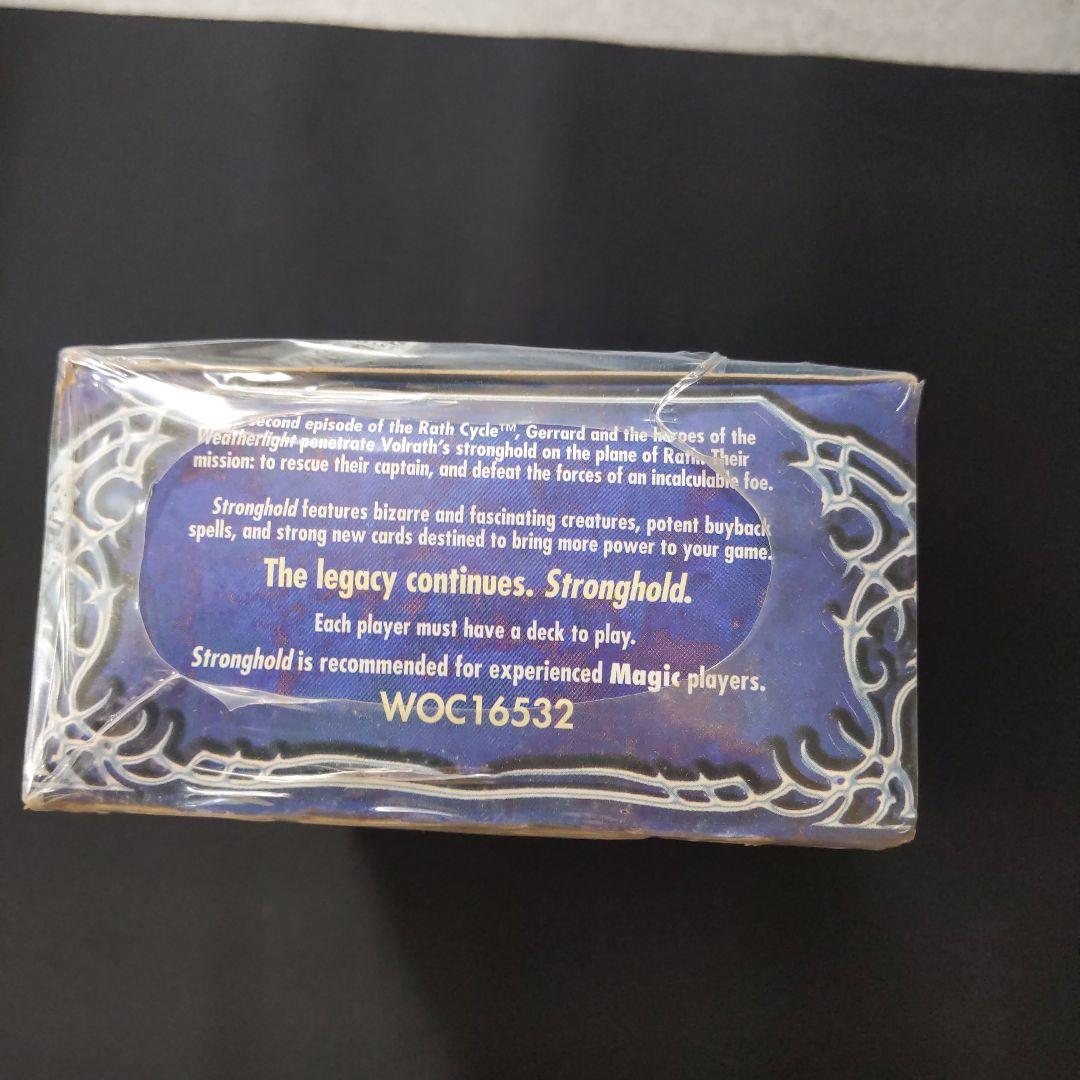 second episode of the Rath Cycle™, Gerrard and the heroes of the
Weatherlight penetrate Volrath's stronghold on the plane of Rath. Their
mission: to rescue their captain, and defeat the forces of an incalculable foe.
Stronghold features bizarre and fascinating creatures, potent buyback
spells, and strong new cards destined to bring more power to your game.
The legacy continues. Stronghold.
Each player must have a deck to play.
Stronghold is recommended for experienced Magic players.
WOC16532